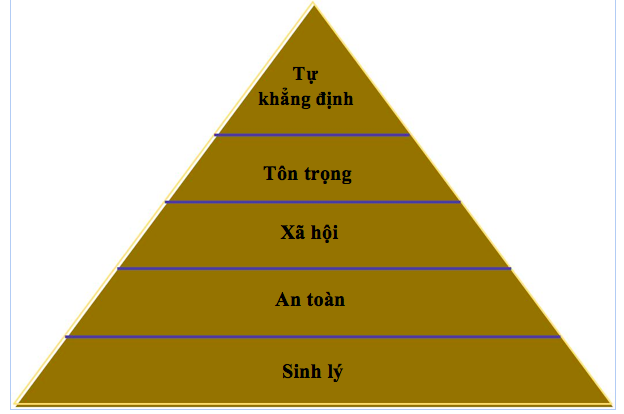 Tự
khẳng định
Tôn trọng
Xã hội
An toàn
Sinh lý